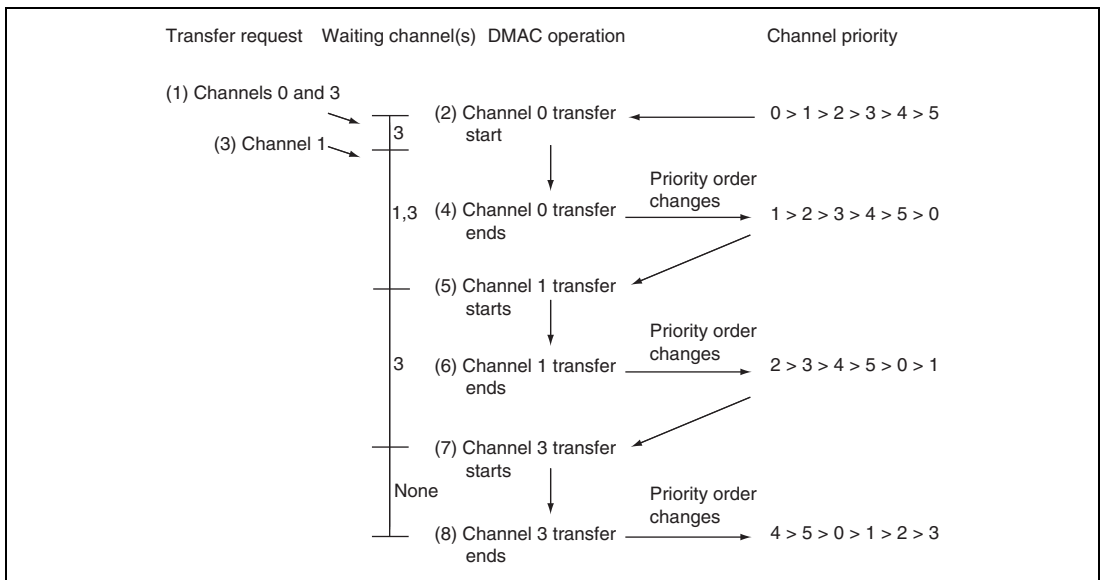 Transfer request Waiting channel(s) DMAC operation Channel priority
(1) Channels 0 and 3
(2) Channel 0 transfer start
0 > 1 > 2 > 3 > 4 > 5
3
(3) Channel 1
1,3
(4) Channel 0 transfer
ends
Priority order
changes
1 > 2 > 3 > 4 > 5 > 0
(5) Channel 1 transfer
starts
3
(6) Channel 1 transfer
ends
Priority order
changes
2 > 3 > 4 > 5 > 0 > 1
(7) Channel 3 transfer
starts
None
(8) Channel 3 transfer
ends
Priority order
changes
4 > 5 > 0 > 1 > 2 > 3